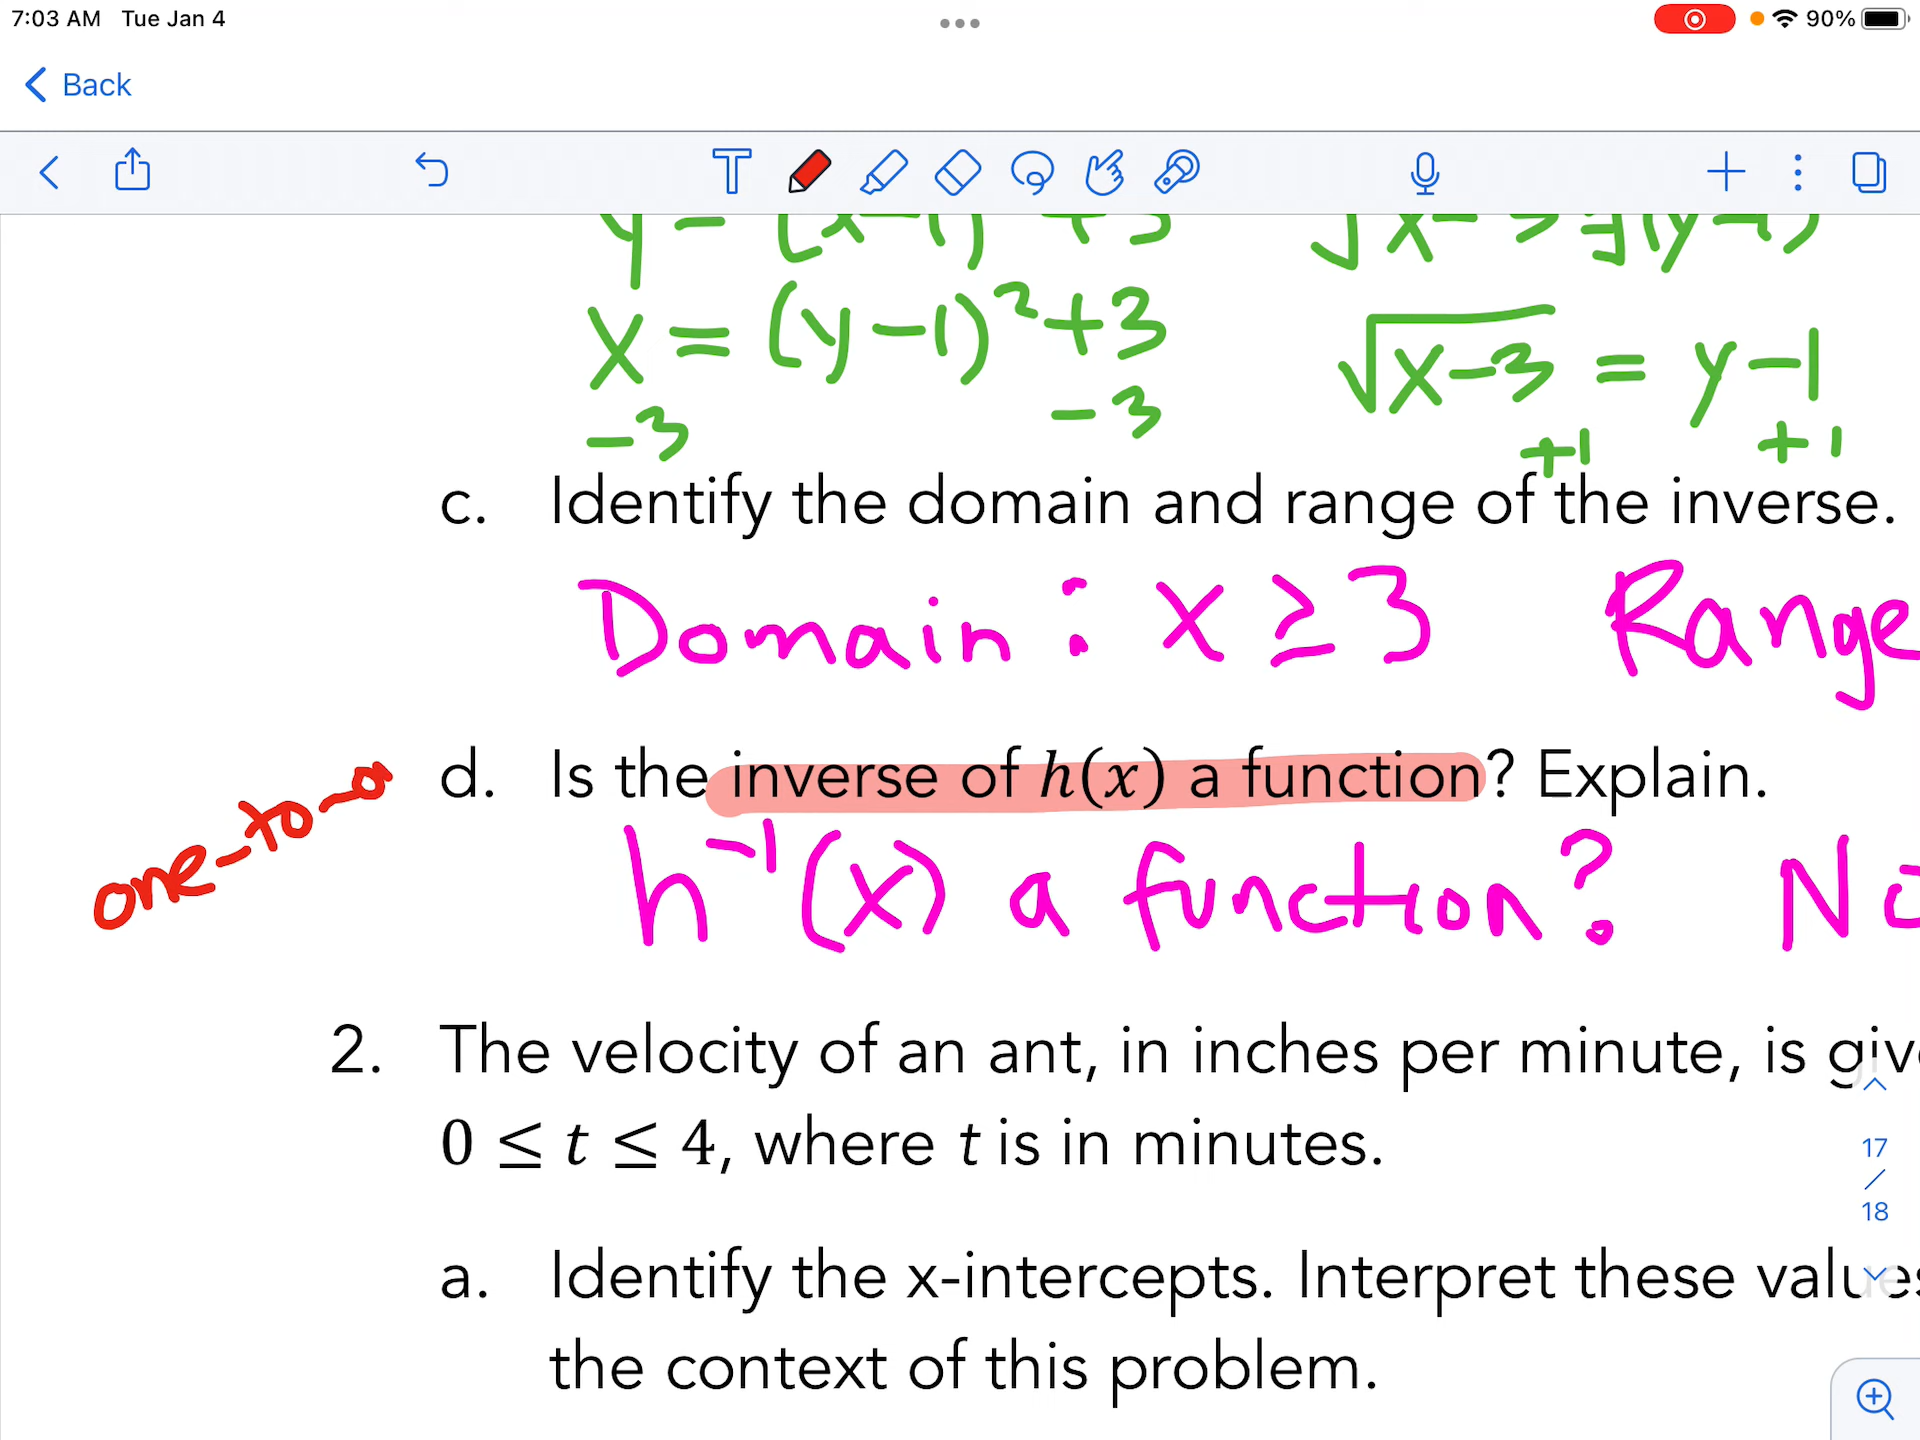 7:03 AM Tue Jan 4
90%
Back
x = (y-1)²+3
-3 -3
√x-3 = y-1
+1 +1
c. Identify the domain and range of the inverse.
Domain : x ≥ 3 Range
d. Is the inverse of h(x) a function? Explain.
one-to-o
h⁻¹(x) a function?
2. The velocity of an ant, in inches per minute, is
0 ≤ t ≤ 4, where t is in minutes.
17
/
18
a. Identify the x-intercepts. Interpret these values
the context of this problem.